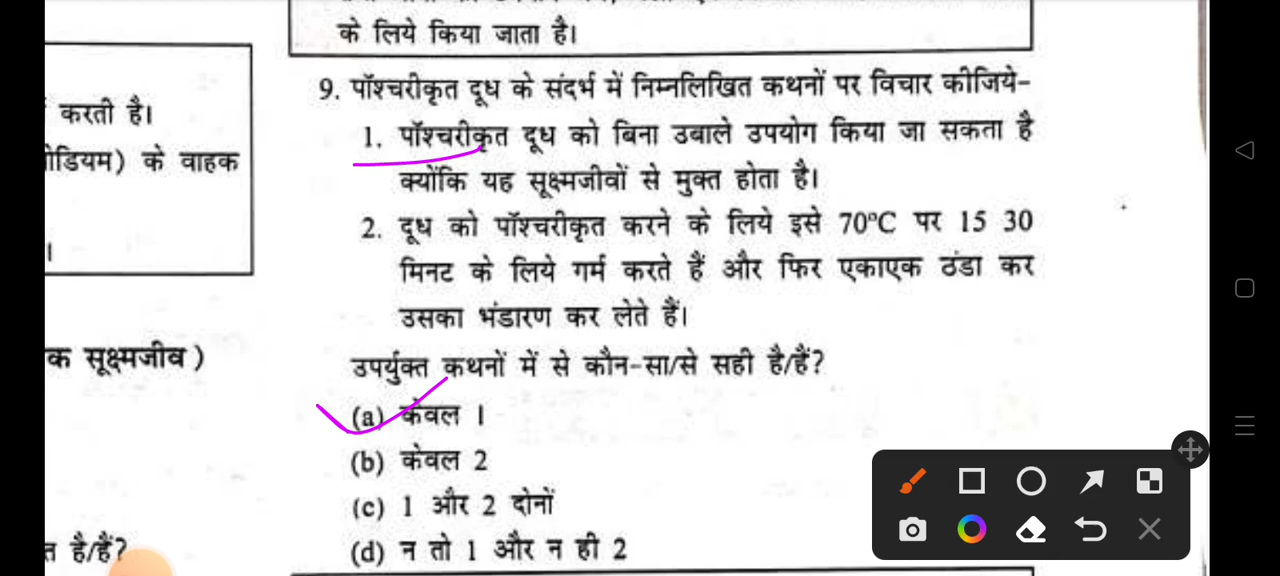 के लिये किया जाता है।
करती है।
के वाहक
क सूक्ष्मजीव)
है/हैं?
9. पॉश्चरीकृत दूध के संदर्भ में निम्नलिखित कथनों पर विचार कीजिये-
1. पॉश्चरीकृत दूध को बिना उबाले उपयोग किया जा सकता है
क्योंकि यह सूक्ष्मजीवों से मुक्त होता है।
2. दूध को पॉश्चरीकृत करने के लिये इसे 70°C पर 15 30
मिनट के लिये गर्म करते हैं और फिर एकाएक ठंडा कर
उसका भंडारण कर लेते हैं।
उपर्युक्त कथनों में से कौन-सा/से सही है/हैं?
(a) केवल 1
(b) केवल 2
(c) 1 और 2 दोनों
(d) न तो 1 और न ही 2